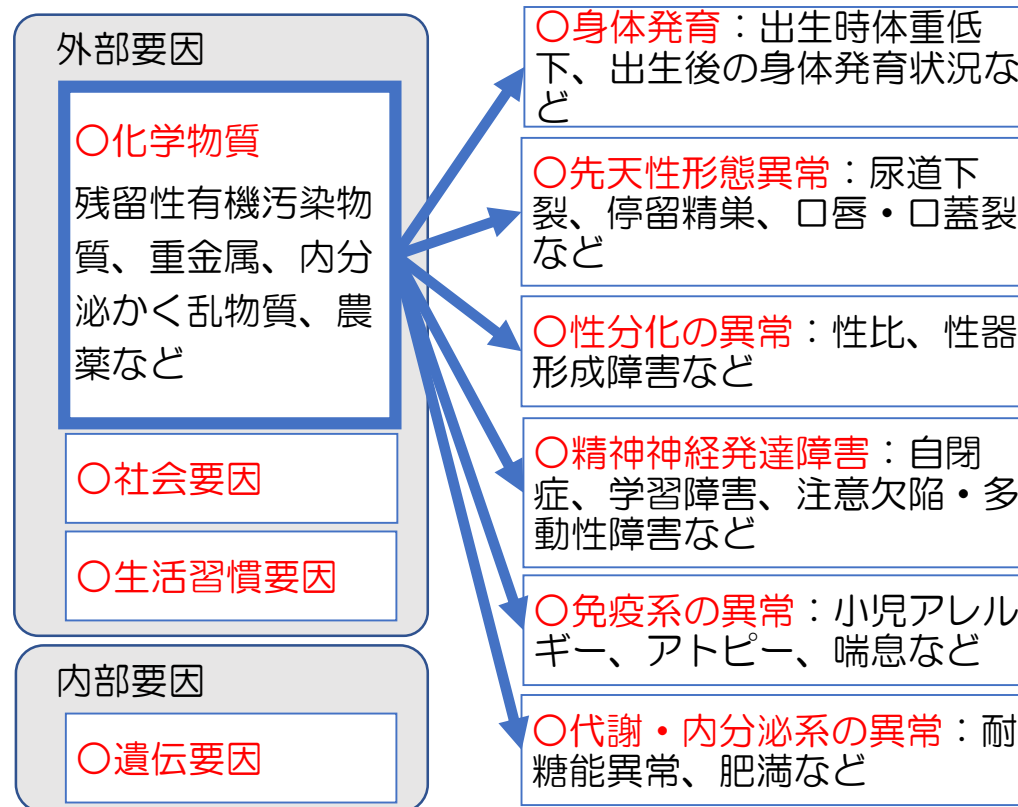 外部要因
〇化学物質
残留性有機汚染物
質、重金属、内分
泌かく乱物質、農
薬など
〇社会要因
〇生活習慣要因
内部要因
〇遺伝要因
〇身体発育：出生時体重低
下、出生後の身体発育状況な
ど
〇先天性形態異常：尿道下
裂、停留精巣、口唇・口蓋裂
など
〇性分化の異常：性比、性器
形成障害など
〇精神神経発達障害：自閉
症、学習障害、注意欠陥・多
動性障害など
〇免疫系の異常：小児アレル
ギー、アトピー、喘息など
〇代謝・内分泌系の異常：耐
糖能異常、肥満など